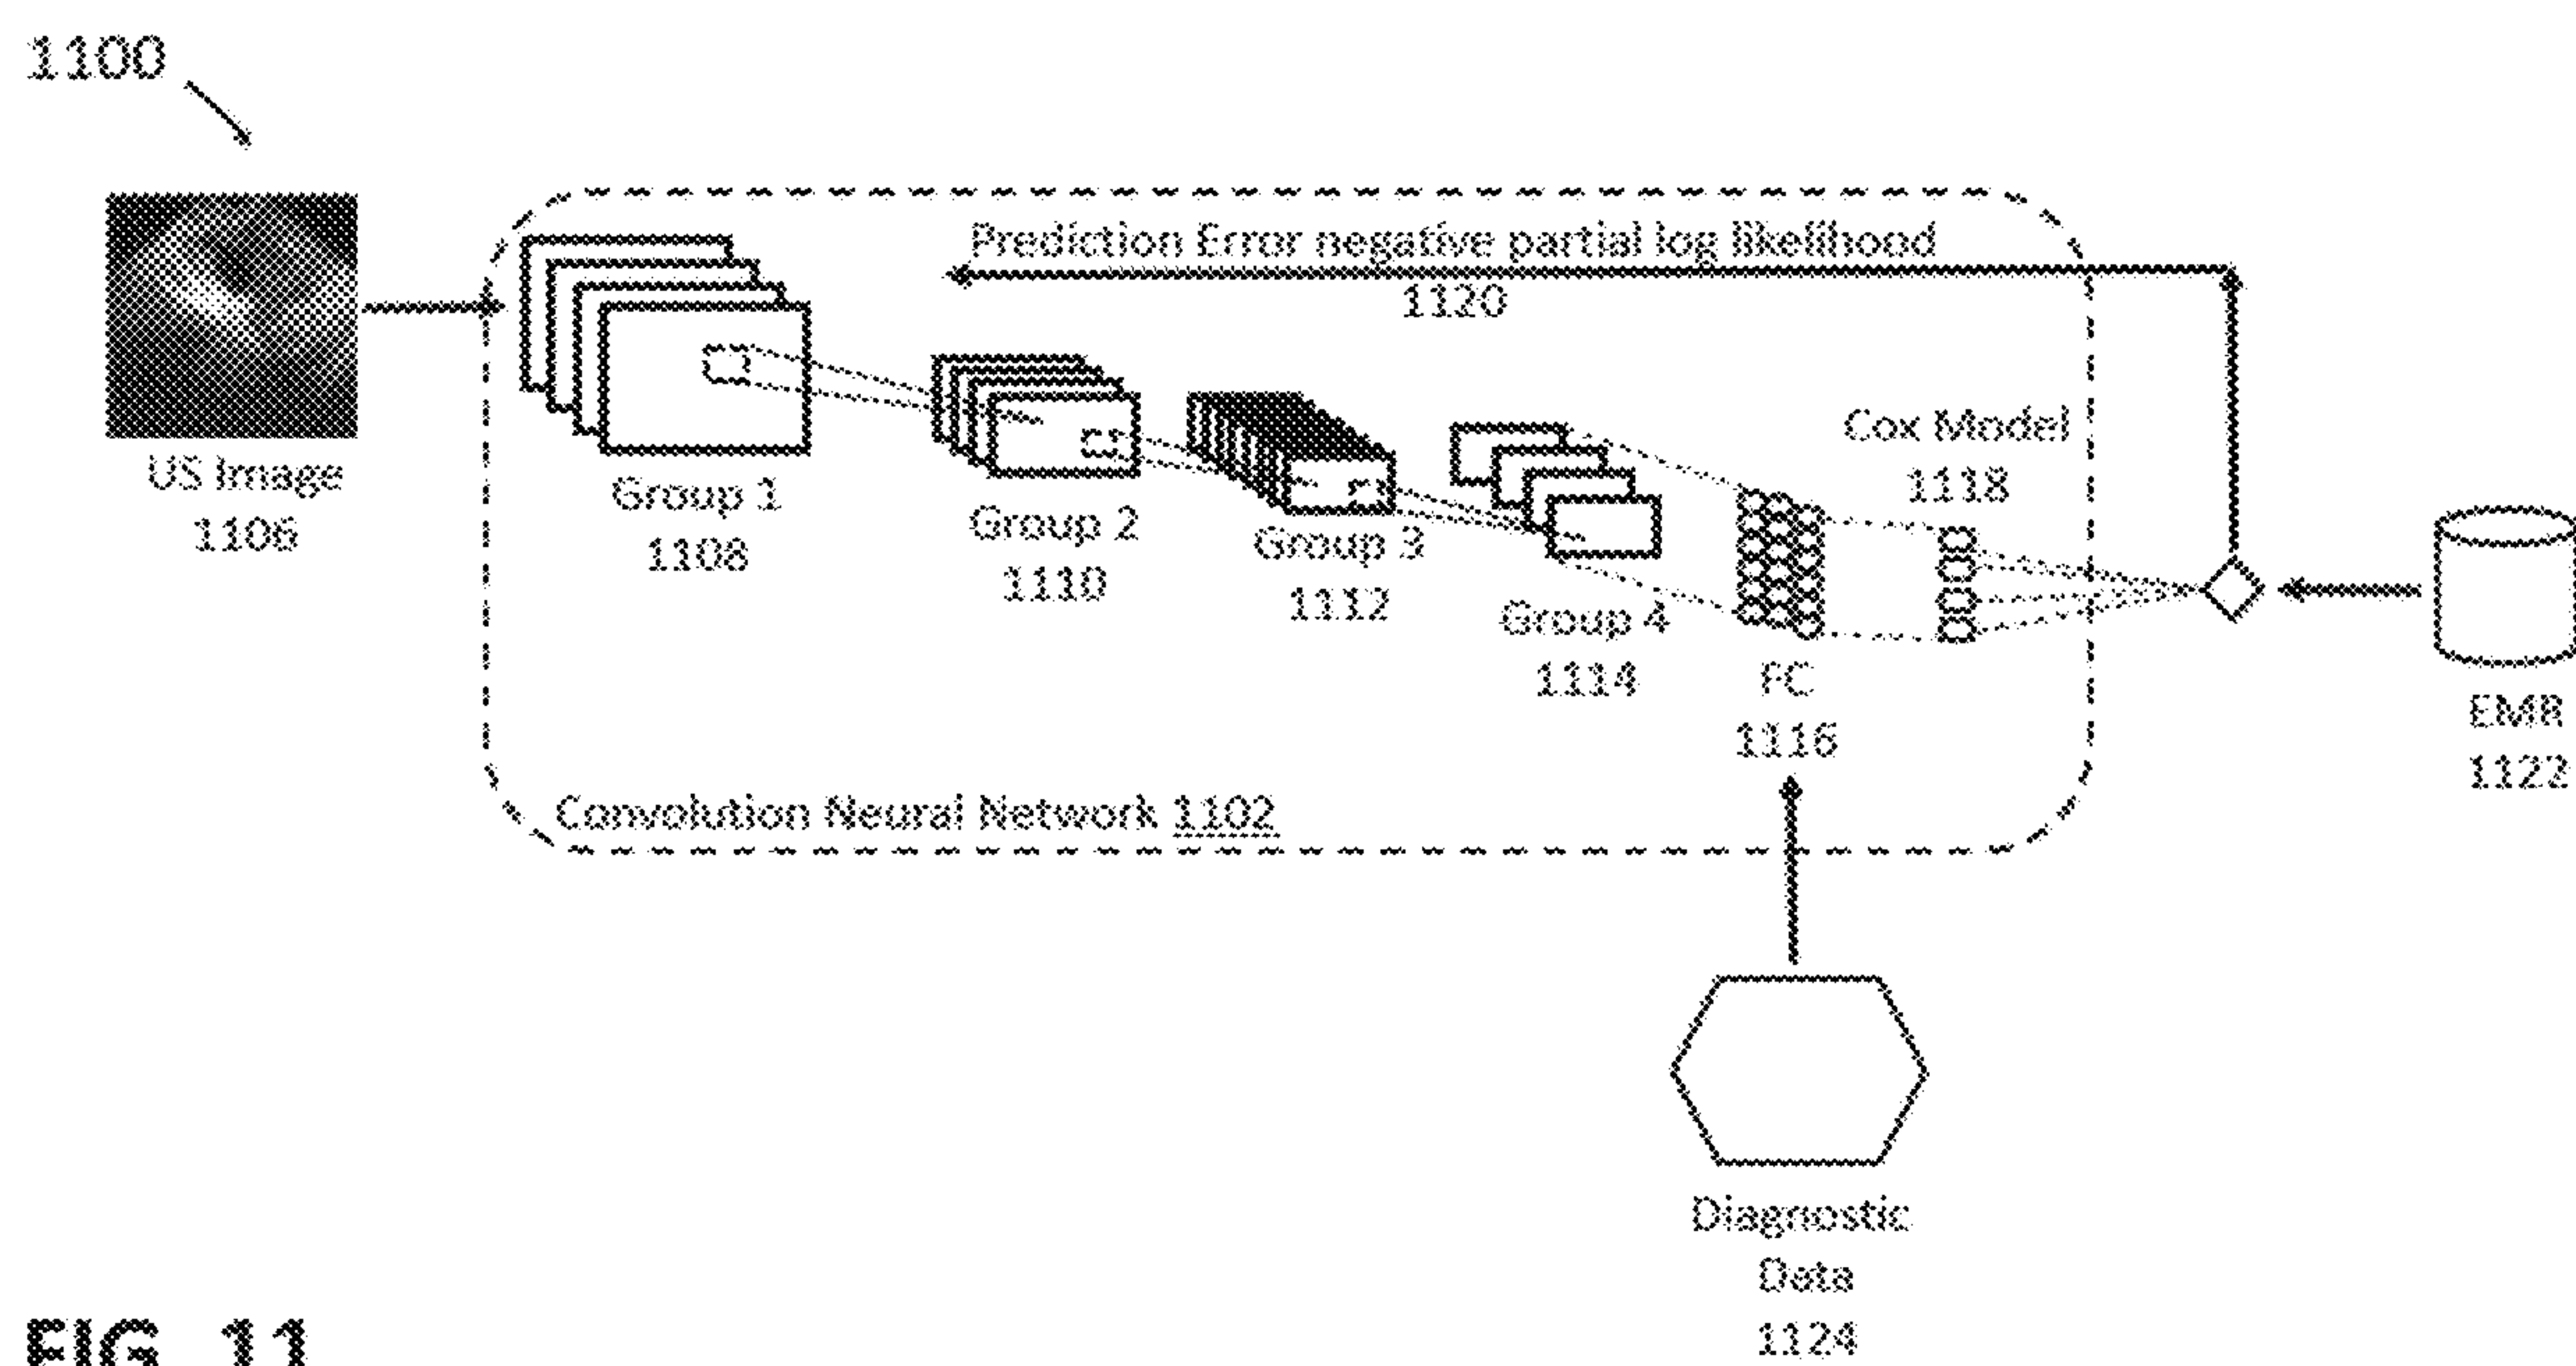 1100
Prediction Error negative partial log likelihood
1120
US Image
1106
Group 1
1108
Group 2
1110
Group 3
1112
Group 4
1114
FC
1116
Cox Model
1118
EMR
1122
Convolution Neural Network 1102
Diagnostic
Data
1124
FIG. 11